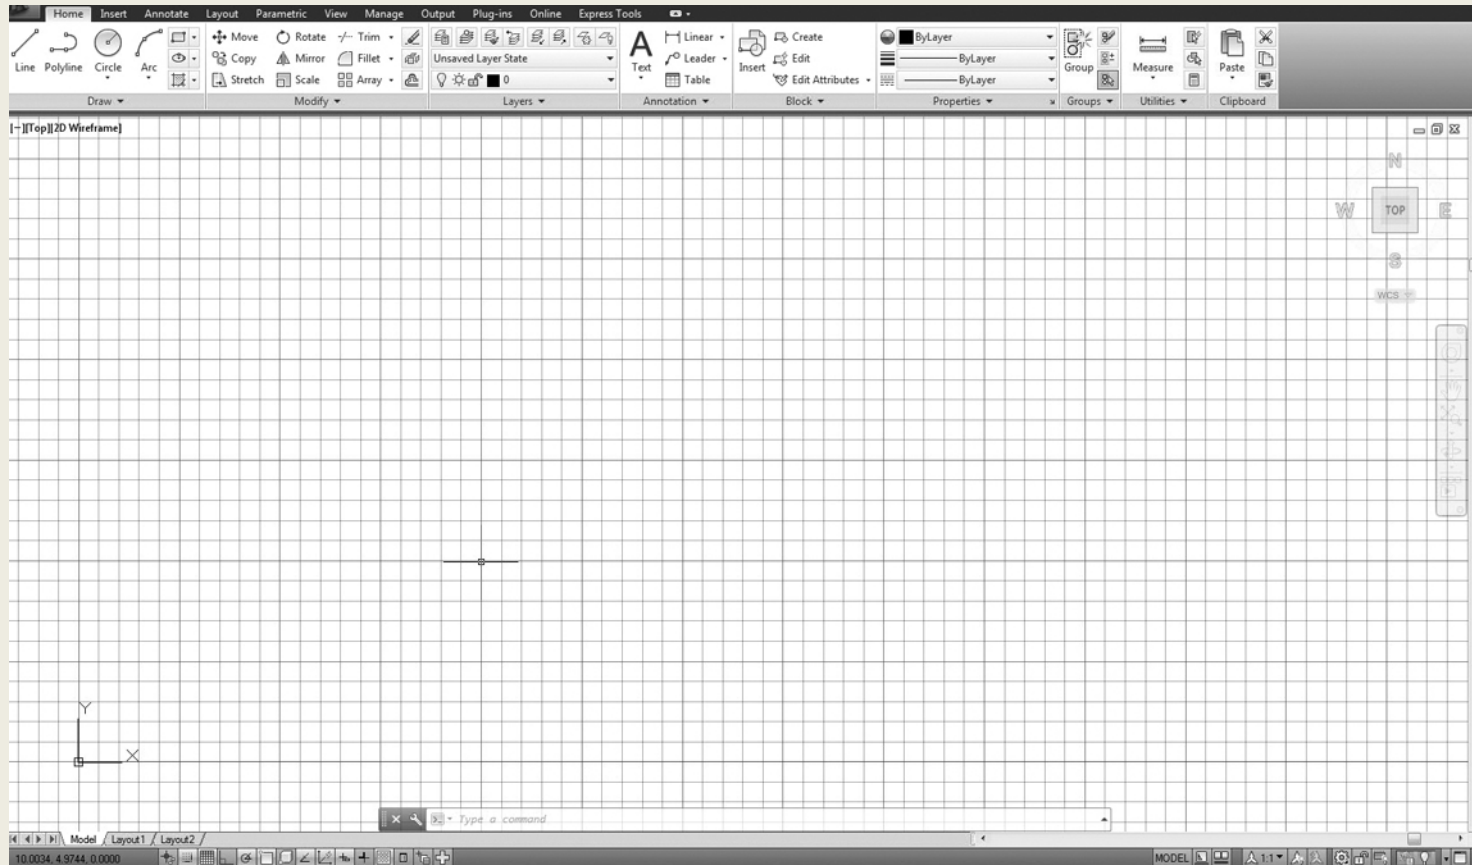 Home Insert Annotate Layout Parametric View Manage Output Plug-ins Online Express Tools
Move Rotate Trim Linear Create ByLayer
Copy Mirror Fillet Unsaved Layer State Leader Edit ByLayer
Line Polyline Circle Arc Text Insert Group Measure Paste
Stretch Scale Array 0 Table Edit Attributes ByLayer
Draw Modify Layers Annotation Block Properties Groups Utilities Clipboard
[-][Top][2D Wireframe]
N
W TOP E
S
WCS
Y
X
Type a command
Model Layout1 Layout2
10.0034, 4.9744, 0.0000 MODEL 1:1